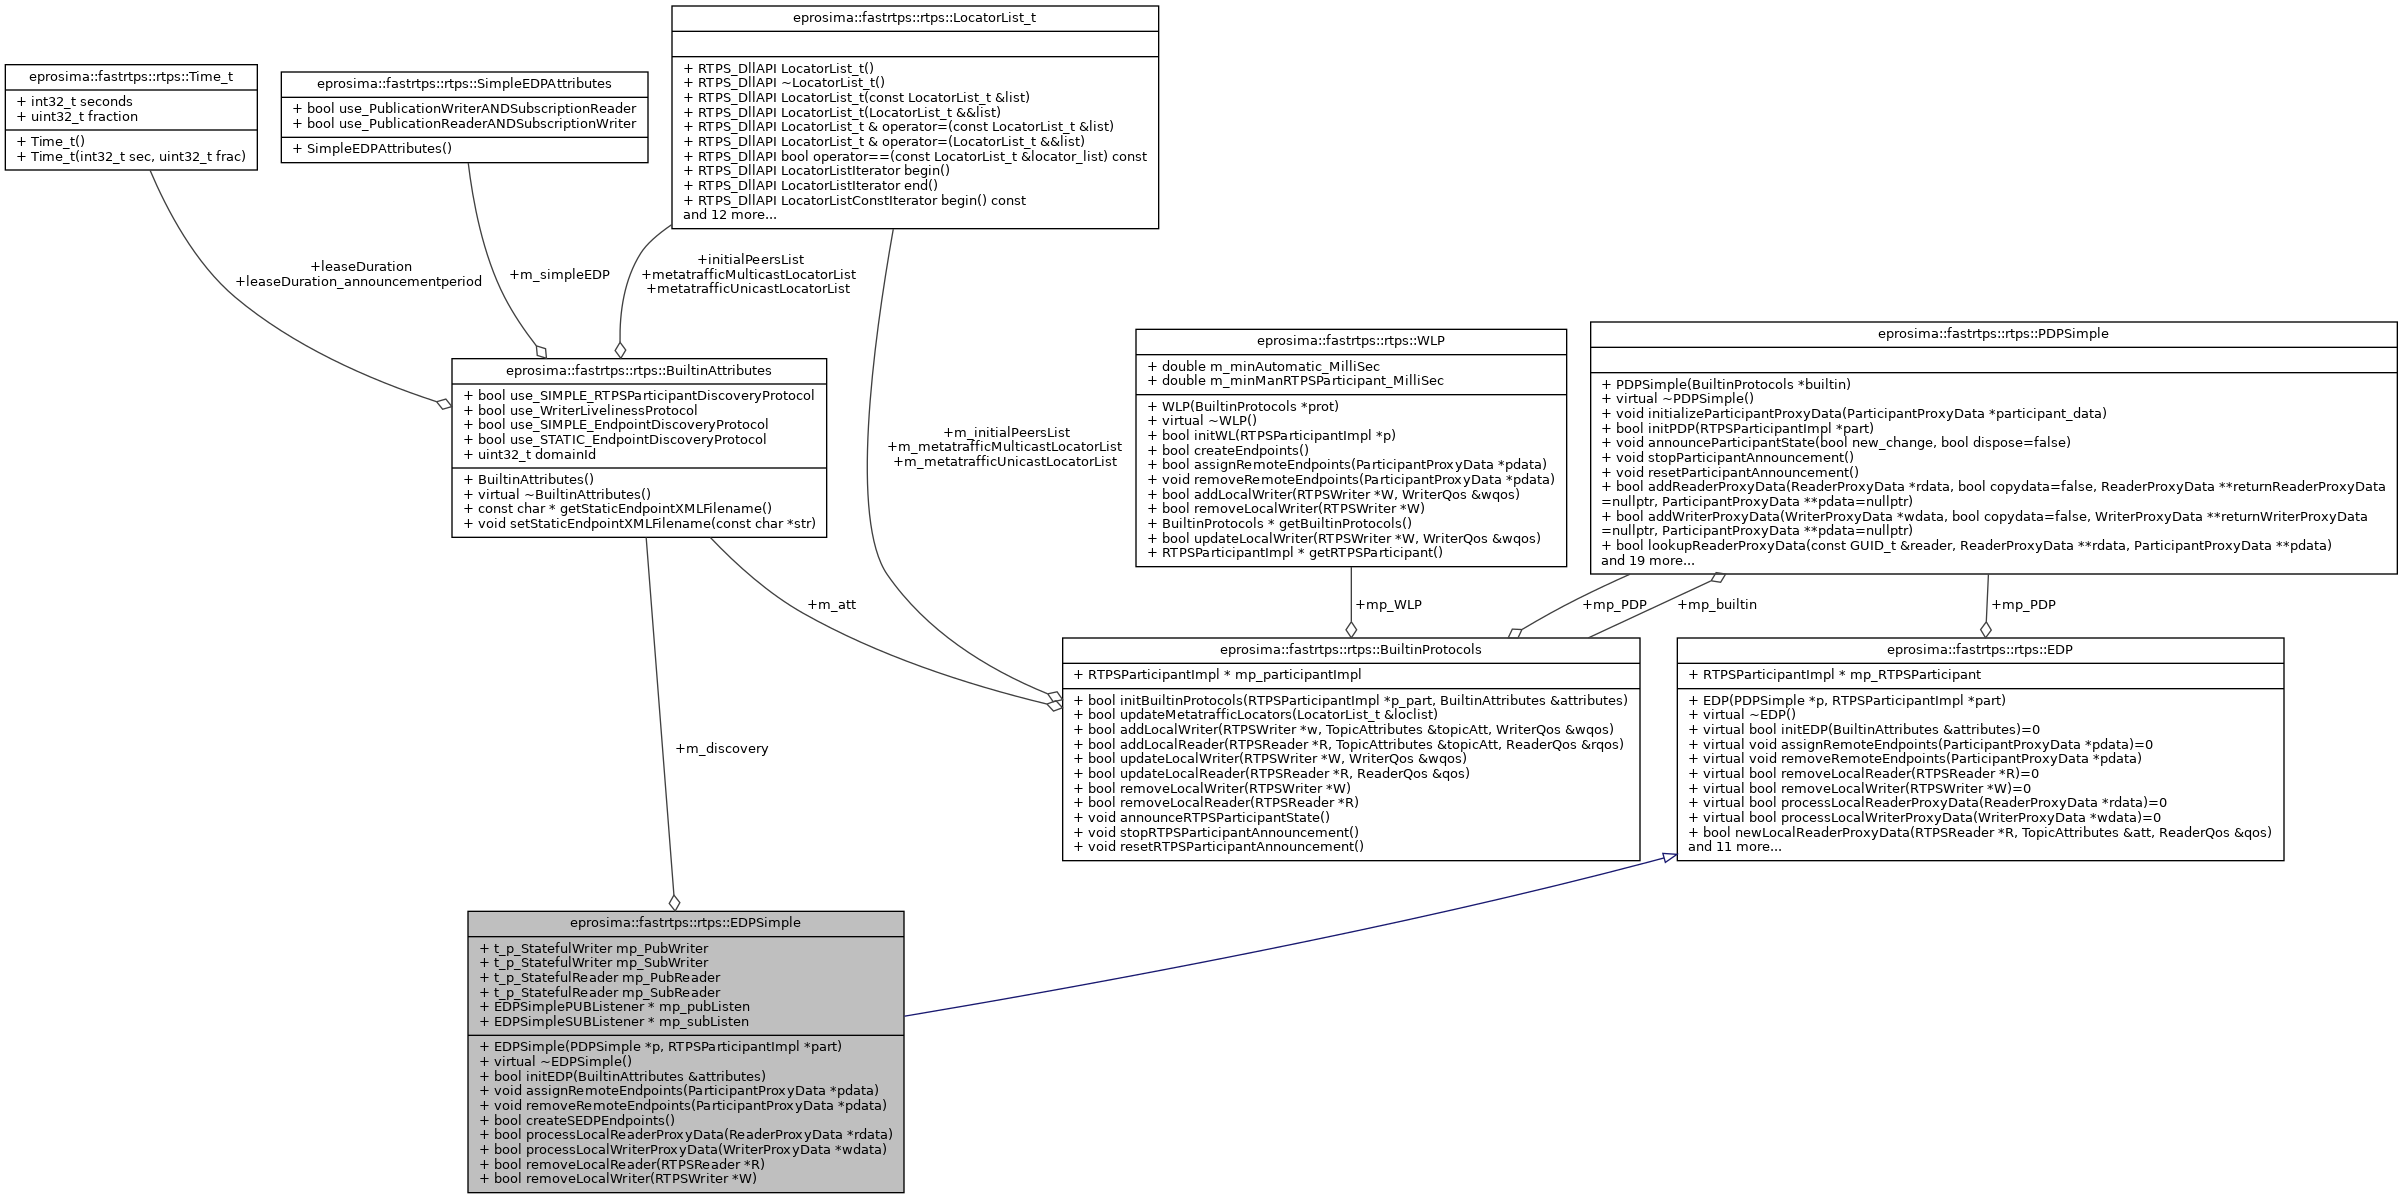 eprosima::fastrtps::rtps::LocatorList_t
+ RTPS_DllAPI LocatorList_t()
+ RTPS_DllAPI ~LocatorList_t()
+ RTPS_DllAPI LocatorList_t(const LocatorList_t &list)
+ RTPS_DllAPI LocatorList_t(LocatorList_t &&list)
+ RTPS_DllAPI LocatorList_t & operator=(const LocatorList_t &list)
+ RTPS_DllAPI LocatorList_t & operator=(LocatorList_t &&list)
+ RTPS_DllAPI bool operator==(const LocatorList_t &locator_list) const
+ RTPS_DllAPI LocatorListIterator begin()
+ RTPS_DllAPI LocatorListIterator end()
+ RTPS_DllAPI LocatorListConstIterator begin() const
and 12 more...
eprosima::fastrtps::rtps::Time_t
+ int32_t seconds
+ uint32_t fraction
+ Time_t()
+ Time_t(int32_t sec, uint32_t frac)
eprosima::fastrtps::rtps::SimpleEDPAttributes
+ bool use_PublicationWriterANDSubscriptionReader
+ bool use_PublicationReaderANDSubscriptionWriter
+ SimpleEDPAttributes()
+leaseDuration
+leaseDuration_announcementperiod
+m_simpleEDP
+initialPeersList
+metatrafficMulticastLocatorList
+metatrafficUnicastLocatorList
eprosima::fastrtps::rtps::BuiltinAttributes
+ bool use_SIMPLE_RTPSParticipantDiscoveryProtocol
+ bool use_WriterLivelinessProtocol
+ bool use_SIMPLE_EndpointDiscoveryProtocol
+ bool use_STATIC_EndpointDiscoveryProtocol
+ uint32_t domainId
+ BuiltinAttributes()
+ virtual ~BuiltinAttributes()
+ const char * getStaticEndpointXMLFilename()
+ void setStaticEndpointXMLFilename(const char *str)
+m_initialPeersList
+m_metatrafficMulticastLocatorList
+m_metatrafficUnicastLocatorList
eprosima::fastrtps::rtps::WLP
+ double m_minAutomatic_MilliSec
+ double m_minManRTPSParticipant_MilliSec
+ WLP(BuiltinProtocols *prot)
+ virtual ~WLP()
+ bool initWL(RTPSParticipantImpl *p)
+ bool createEndpoints()
+ bool assignRemoteEndpoints(ParticipantProxyData *pdata)
+ void removeRemoteEndpoints(ParticipantProxyData *pdata)
+ bool addLocalWriter(RTPSWriter *W, WriterQos &wqos)
+ bool removeLocalWriter(RTPSWriter *W)
+ BuiltinProtocols * getBuiltinProtocols()
+ bool updateLocalWriter(RTPSWriter *W, WriterQos &wqos)
+ RTPSParticipantImpl * getRTPSParticipant()
eprosima::fastrtps::rtps::PDPSimple
+ PDPSimple(BuiltinProtocols *builtin)
+ virtual ~PDPSimple()
+ void initializeParticipantProxyData(ParticipantProxyData *participant_data)
+ bool initPDP(RTPSParticipantImpl *part)
+ void announceParticipantState(bool new_change, bool dispose=false)
+ void stopParticipantAnnouncement()
+ void resetParticipantAnnouncement()
+ bool addReaderProxyData(ReaderProxyData *rdata, bool copydata=false, ReaderProxyData **returnReaderProxyData
=nullptr, ParticipantProxyData **pdata=nullptr)
+ bool addWriterProxyData(WriterProxyData *wdata, bool copydata=false, WriterProxyData **returnWriterProxyData
=nullptr, ParticipantProxyData **pdata=nullptr)
+ bool lookupReaderProxyData(const GUID_t &reader, ReaderProxyData **rdata, ParticipantProxyData **pdata)
and 19 more...
+m_att
+mp_WLP
+mp_PDP
+mp_builtin
+mp_PDP
eprosima::fastrtps::rtps::BuiltinProtocols
+ RTPSParticipantImpl * mp_participantImpl
+ bool initBuiltinProtocols(RTPSParticipantImpl *p_part, BuiltinAttributes &attributes)
+ bool updateMetatrafficLocators(LocatorList_t &loclist)
+ bool addLocalWriter(RTPSWriter *w, TopicAttributes &topicAtt, WriterQos &wqos)
+ bool addLocalReader(RTPSReader *R, TopicAttributes &topicAtt, ReaderQos &rqos)
+ bool updateLocalWriter(RTPSWriter *W, WriterQos &wqos)
+ bool updateLocalReader(RTPSReader *R, ReaderQos &qos)
+ bool removeLocalWriter(RTPSWriter *W)
+ bool removeLocalReader(RTPSReader *R)
+ void announceRTPSParticipantState()
+ void stopRTPSParticipantAnnouncement()
+ void resetRTPSParticipantAnnouncement()
eprosima::fastrtps::rtps::EDP
+ RTPSParticipantImpl * mp_RTPSParticipant
+ EDP(PDPSimple *p, RTPSParticipantImpl *part)
+ virtual ~EDP()
+ virtual bool initEDP(BuiltinAttributes &attributes)=0
+ virtual void assignRemoteEndpoints(ParticipantProxyData *pdata)=0
+ virtual void removeRemoteEndpoints(ParticipantProxyData *pdata)
+ virtual bool removeLocalReader(RTPSReader *R)=0
+ virtual bool removeLocalWriter(RTPSWriter *W)=0
+ virtual bool processLocalReaderProxyData(ReaderProxyData *rdata)=0
+ virtual bool processLocalWriterProxyData(WriterProxyData *wdata)=0
+ bool newLocalReaderProxyData(RTPSReader *R, TopicAttributes &att, ReaderQos &qos)
and 11 more...
+m_discovery
eprosima::fastrtps::rtps::EDPSimple
+ t_p_StatefulWriter mp_PubWriter
+ t_p_StatefulWriter mp_SubWriter
+ t_p_StatefulReader mp_PubReader
+ t_p_StatefulReader mp_SubReader
+ EDPSimplePUBListener * mp_pubListen
+ EDPSimpleSUBListener * mp_subListen
+ EDPSimple(PDPSimple *p, RTPSParticipantImpl *part)
+ virtual ~EDPSimple()
+ bool initEDP(BuiltinAttributes &attributes)
+ void assignRemoteEndpoints(ParticipantProxyData *pdata)
+ void removeRemoteEndpoints(ParticipantProxyData *pdata)
+ bool createSEDPEndpoints()
+ bool processLocalReaderProxyData(ReaderProxyData *rdata)
+ bool processLocalWriterProxyData(WriterProxyData *wdata)
+ bool removeLocalReader(RTPSReader *R)
+ bool removeLocalWriter(RTPSWriter *W)